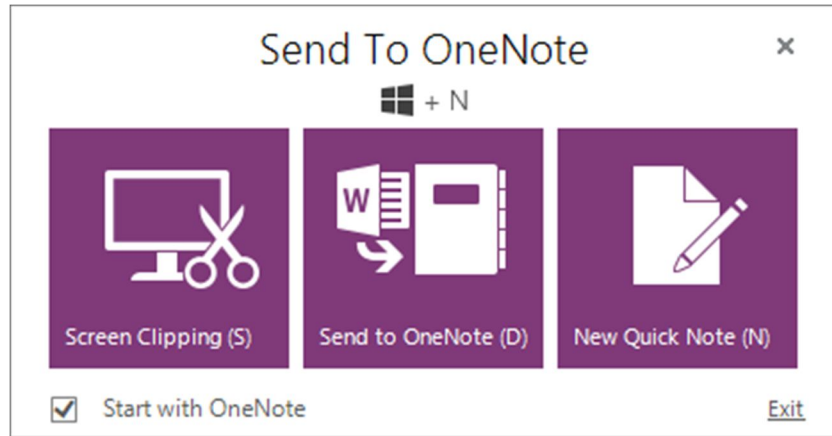 Send To OneNote
+ N
W
Screen Clipping (S)
Send to OneNote (D)
New Quick Note (N)
Start with OneNote
Exit